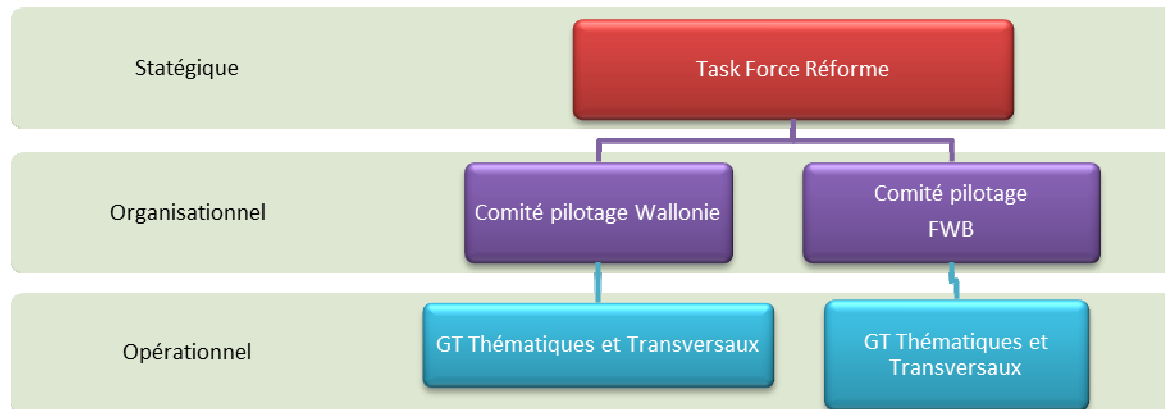 Statégique
Task Force Réforme
Organisationnel
Comité pilotage Wallonie
Comité pilotage
FWB
Opérationnel
GT Thématiques et Transversaux
GT Thématiques et
Transversaux